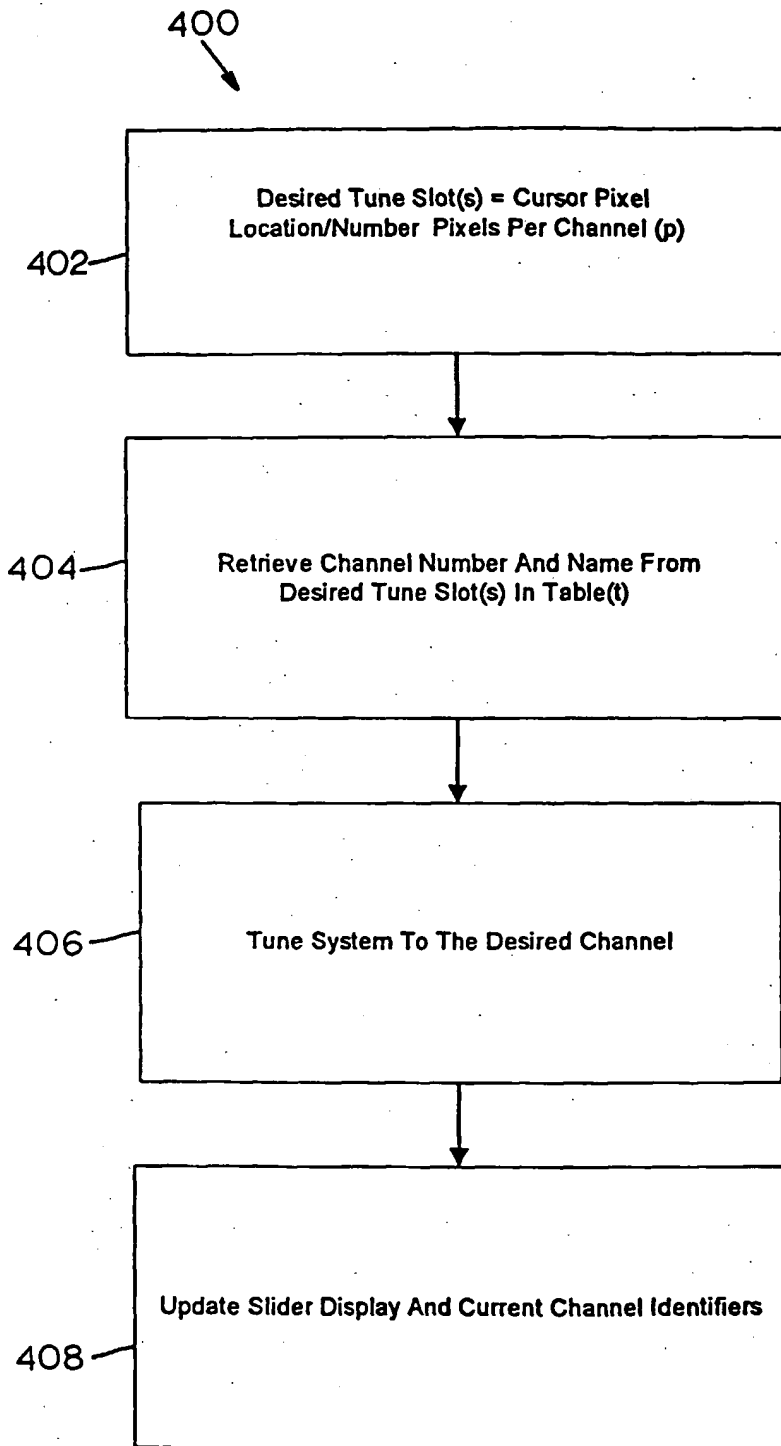 400
Desired Tune Slot(s) = Cursor Pixel
Location/Number Pixels Per Channel (p)
402
Retrieve Channel Number And Name From
Desired Tune Slot(s) In Table(t)
404
Tune System To The Desired Channel
406
Update Slider Display And Current Channel Identifiers
408